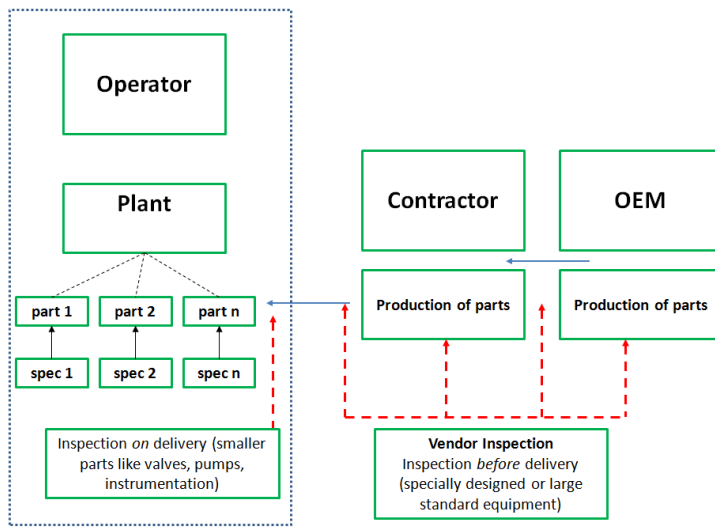 Operator
Plant
Contractor
OEM
part 1
part 2
part n
Production of parts
Production of parts
spec 1
spec 2
spec n
Inspection on delivery (smaller
parts like valves, pumps,
instrumentation)
Vendor Inspection
Inspection before delivery
(specially designed or large
standard equipment)